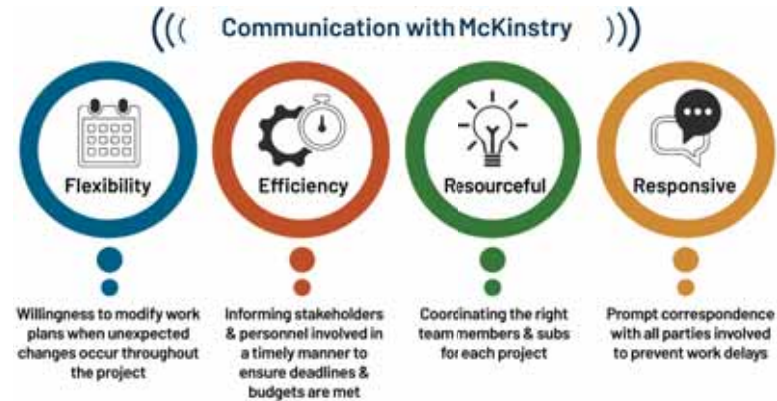 Communication with McKinstry
Flexibility
Efficiency
Resourceful
Responsive
Willingness to modify work
plans when unexpected
changes occur throughout
the project
Informing stakeholders
& personnel involved in
a timely manner to
ensure deadlines &
budgets are met
Coordinating the right
team members & subs
for each project
Prompt correspondence
with all parties involved
to prevent work delays